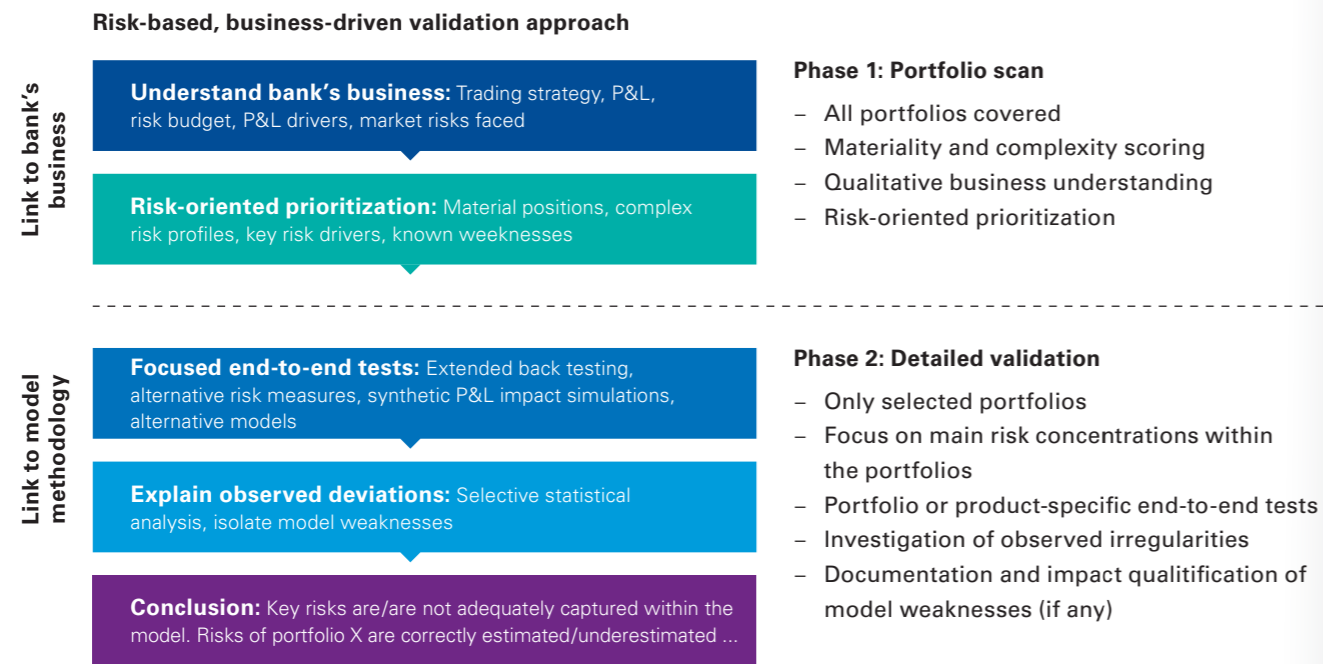 Risk-based, business-driven validation approach
Link to bank's
business
Understand bank's business: Trading strategy, P&L,
risk budget, P&L drivers, market risks faced
Risk-oriented prioritization: Material positions, complex
risk profiles, key risk drivers, known weeknesses
Phase 1: Portfolio scan
– All portfolios covered
– Materiality and complexity scoring
– Qualitative business understanding
– Risk-oriented prioritization
Link to model
methodology
Focused end-to-end tests: Extended back testing,
alternative risk measures, synthetic P&L impact simulations,
alternative models
Explain observed deviations: Selective statistical
analysis, isolate model weaknesses
Conclusion: Key risks are/are not adequately captured within the
model. Risks of portfolio X are correctly estimated/underestimated ...
Phase 2: Detailed validation
– Only selected portfolios
– Focus on main risk concentrations within
the portfolios
– Portfolio or product-specific end-to-end tests
– Investigation of observed irregularities
– Documentation and impact qualitification of
model weaknesses (if any)